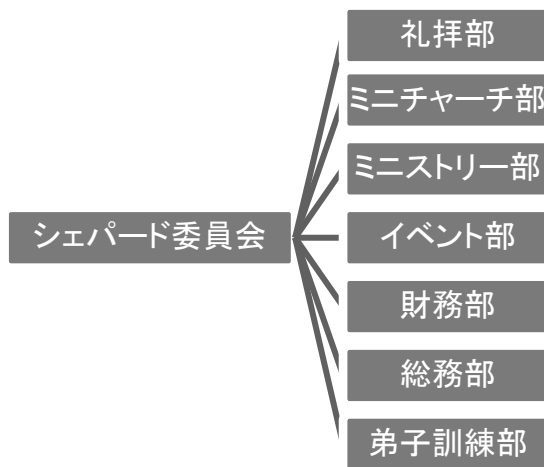 礼拝部
ミニチャーチ部
ミニストリー部
シェパード委員会
イベント部
財務部
総務部
弟子訓練部